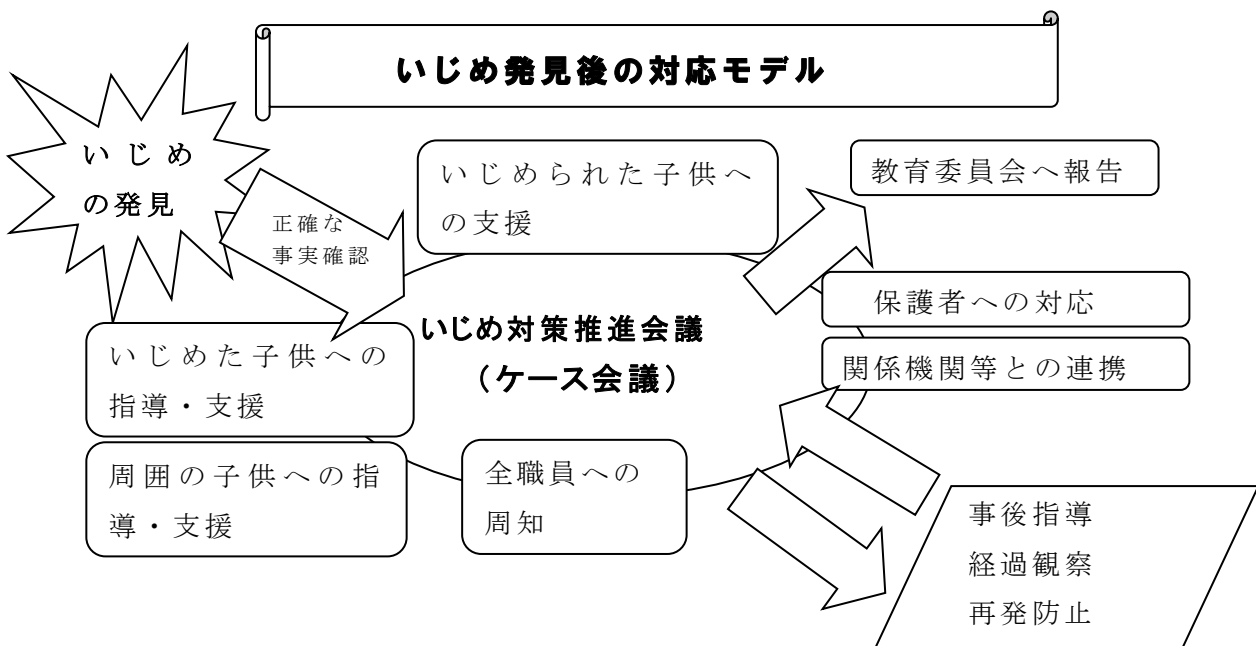 いじめ発見後の対応モデル
いじめ
の発見
正確な
事実確認
いじめられた子供へ
の支援
教育委員会へ報告
保護者への対応
関係機関等との連携
いじめ対策推進会議
（ケース会議）
いじめた子供への
指導・支援
周囲の子供への指
導・支援
全職員への
周知
事後指導
経過観察
再発防止